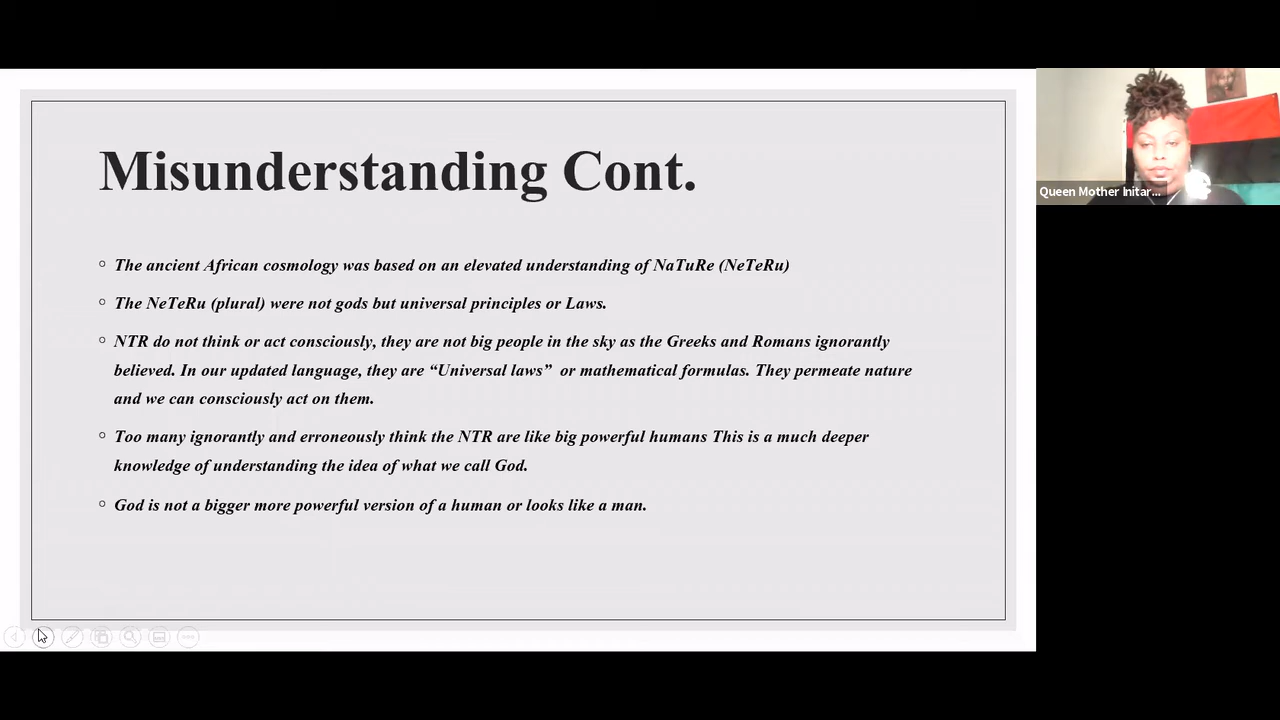 Misunderstanding Cont.
The ancient African cosmology was based on an elevated understanding of NaTuRe (NeTeRu)
The NeTeRu (plural) were not gods but universal principles or Laws.
NTR do not think or act consciously, they are not big people in the sky as the Greeks and Romans ignorantly
believed. In our updated language, they are “Universal laws”  or mathematical formulas. They permeate nature
and we can consciously act on them.
Too many ignorantly and erroneously think the NTR are like big powerful humans This is a much deeper
knowledge of understanding the idea of what we call God.
God is not a bigger more powerful version of a human or looks like a man.
Queen Mother Initar...